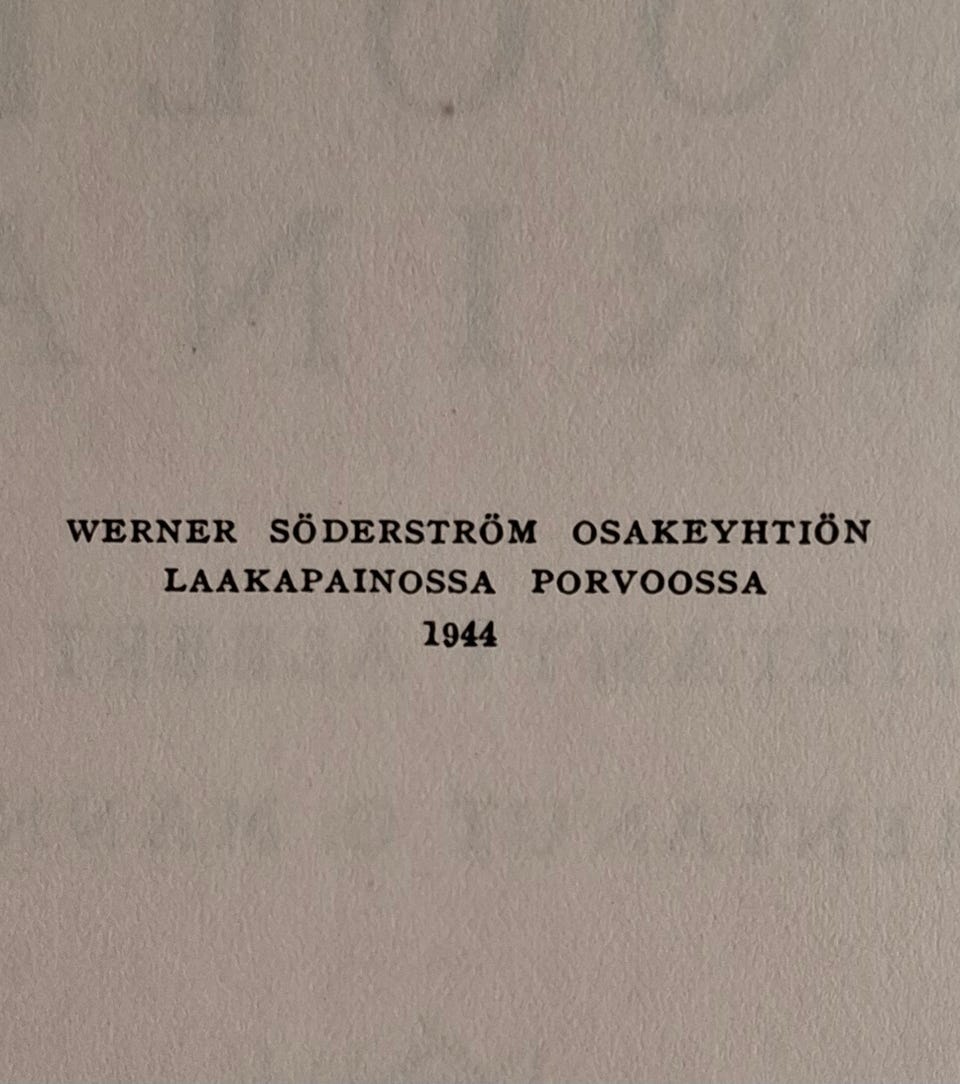 WERNER SÖDERSTRÖM OSAKEYHTIÖN
LAAKAPAINOSSA PORVOOSSA
1944